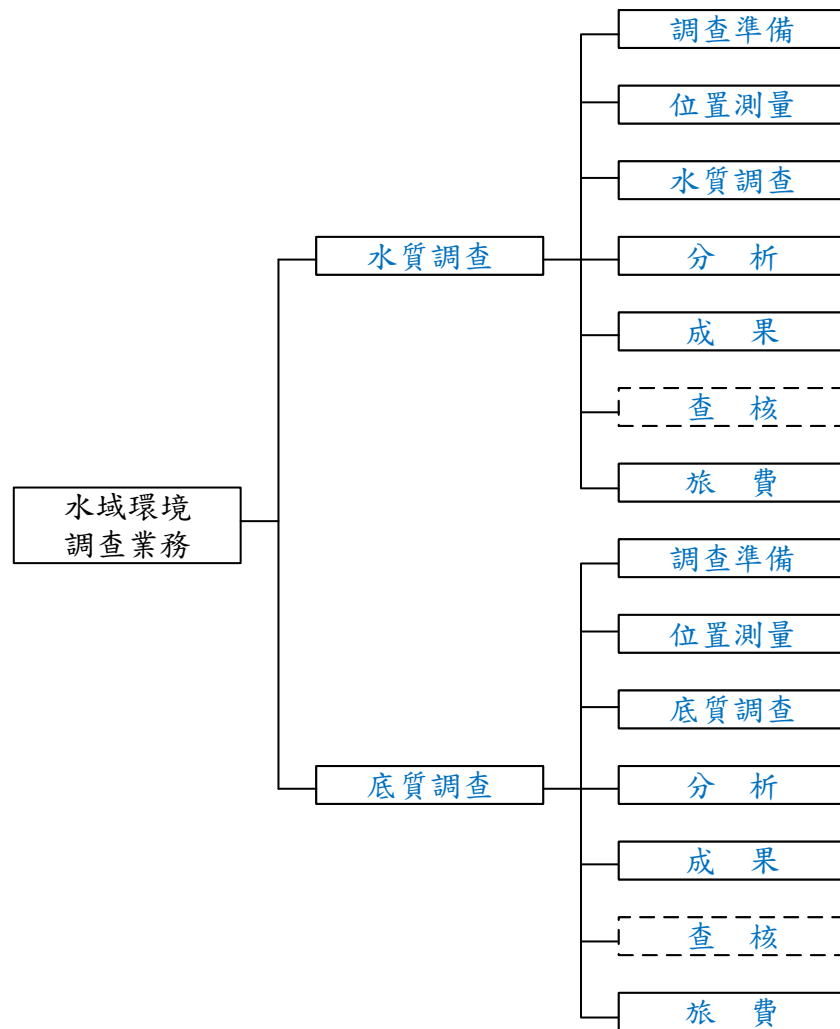 水域環境
調查業務
水質調查
調查準備
位置測量
水質調查
分　析
成　果
查　核
旅　費
底質調查
調查準備
位置測量
底質調查
分　析
成　果
查　核
旅　費